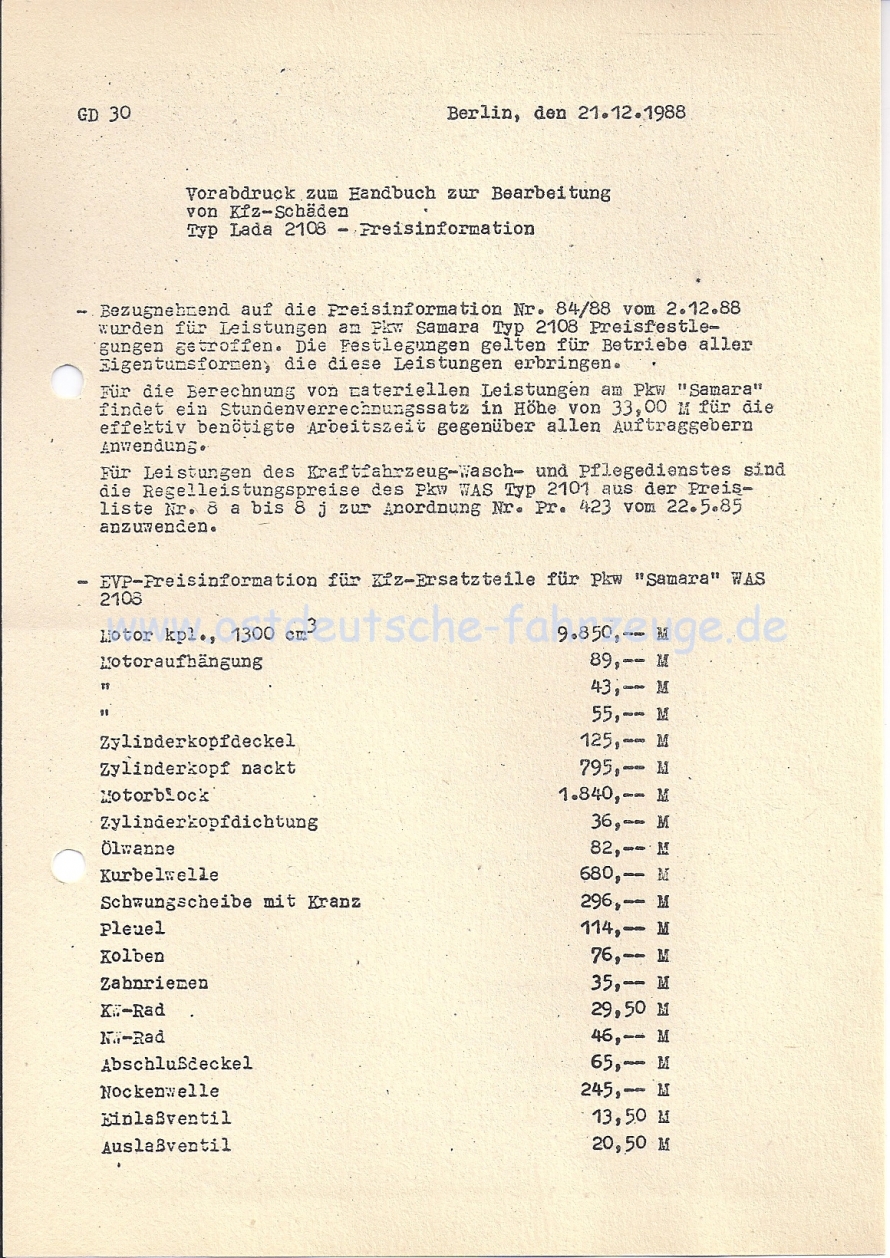 GD 30 Berlin, den 21.12.1988
Vorabdruck zum Handbuch zur Bearbeitung
von Kfz-Schäden
Typ Lada 2108 - Preisinformation
- Bezugnehmend auf die Preisinformation Nr. 84/88 vom 2.12.88
wurden für Leistungen an Pkw Samara Typ 2108 Preisfestle-
gungen getroffen. Die Festlegungen gelten für Betriebe aller
Eigentumsformen, die diese Leistungen erbringen.
Für die Berechnung von materiellen Leistungen am Pkw "Samara"
findet ein Stundenverrechnungssatz in Höhe von 33,00 M für die
effektiv benötigte Arbeitszeit gegenüber allen Auftraggebern
Anwendung.
Für Leistungen des Kraftfahrzeug-Wasch- und Pflegedienstes sind
die Regelleistungspreise des Pkw WAS Typ 2101 aus der Preis-
liste Nr. 8 a bis 8 j zur Anordnung Nr. Pr. 423 vom 22.5.85
anzuwenden.
- EVP-Preisinformation für Kfz-Ersatzteile für Pkw "Samara" WAS
2108
www.ostdeutsche-fahrzeuge.de
Motor kpl., 1300 cm³ 9.850,-- M
Motoraufhängung 89,-- M
" 43,-- M
" 55,-- M
Zylinderkopfdeckel 125,-- M
Zylinderkopf nackt 795,-- M
Motorblock 1.840,-- M
Zylinderkopfdichtung 36,-- M
Ölwanne 82,-- M
Kurbelwelle 680,-- M
Schwungscheibe mit Kranz 296,-- M
Pleuel 114,-- M
Kolben 76,-- M
Zahnriemen 35,-- M
KW-Rad 29,50 M
NW-Rad 46,-- M
Abschlußdeckel 65,-- M
Nockenwelle 245,-- M
Einlaßventil 13,50 M
Auslaßventil 20,50 M